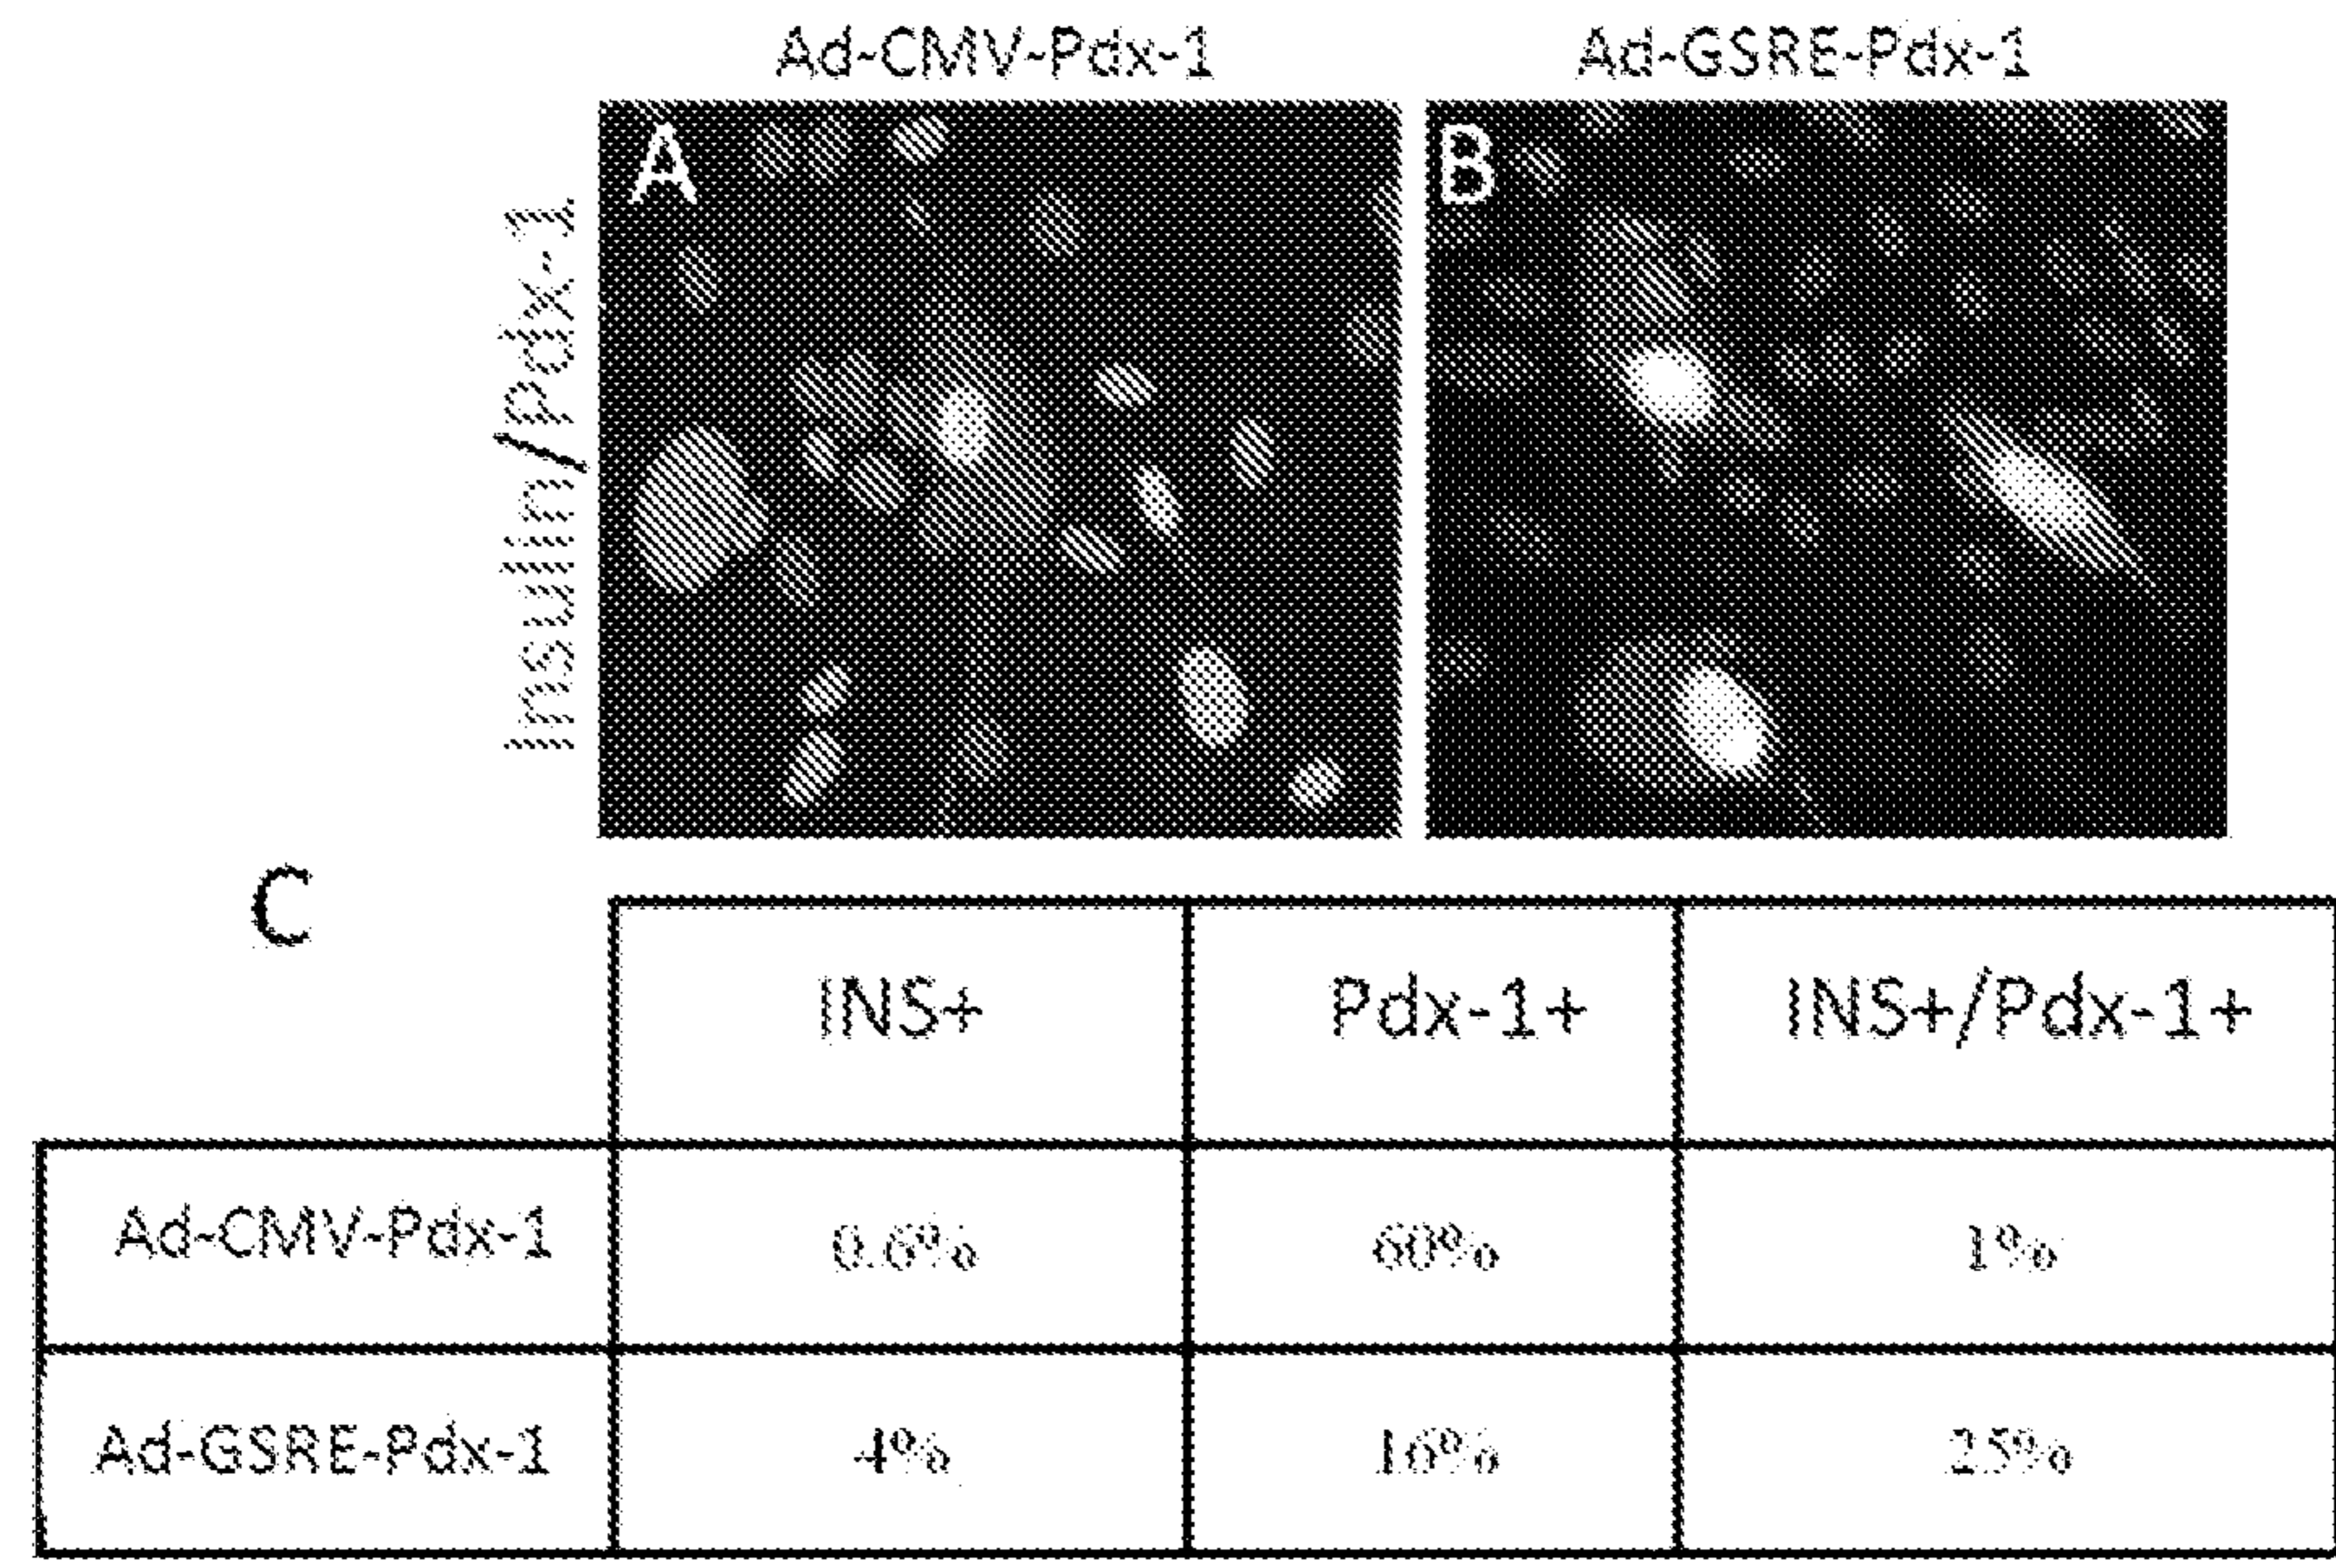 Ad-CMV-Pdx-1
Ad-GSRE-Pdx-1
A
B
Insulin/Pdx-1
C
INS+
Pdx-1+
INS+/Pdx-1+
Ad-CMV-Pdx-1
0.6%
60%
1%
Ad-GSRE-Pdx-1
4%
16%
25%